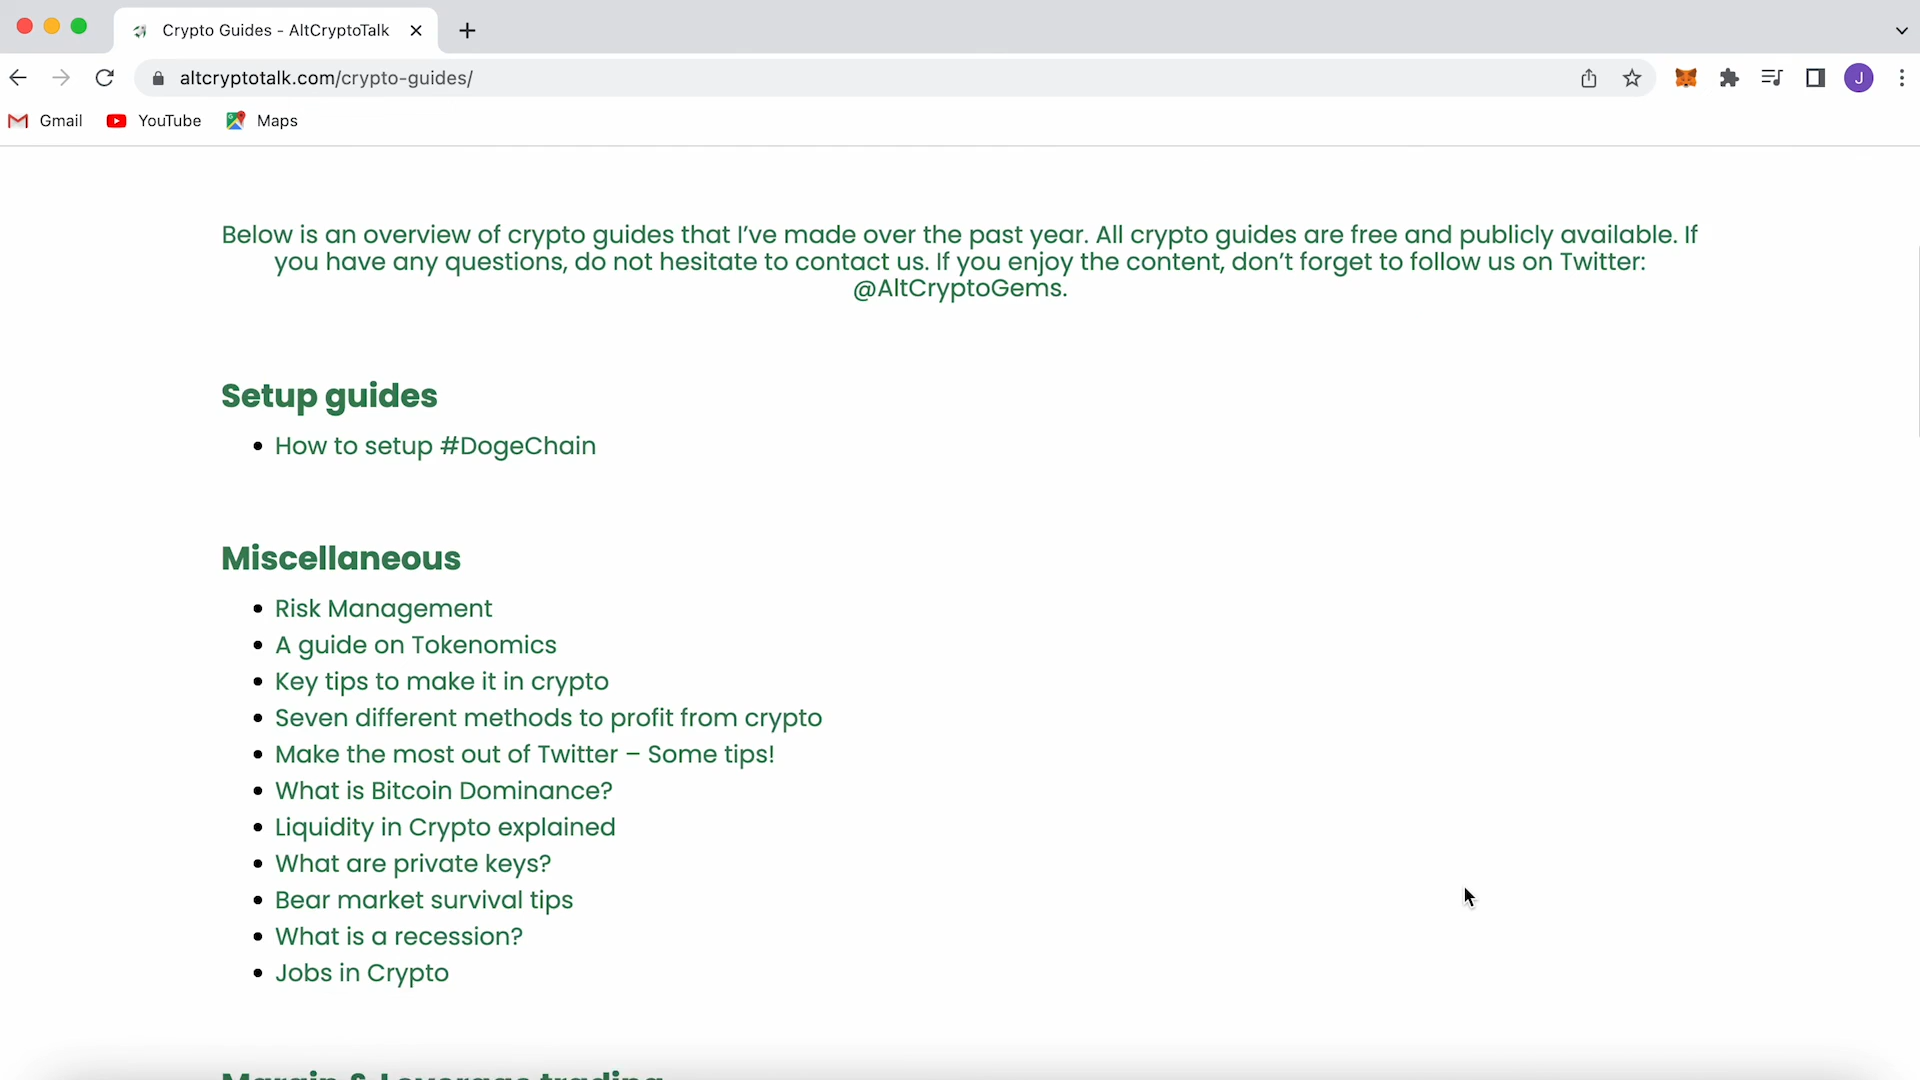 Crypto Guides - AltCryptoTalk
altcryptotalk.com/crypto-guides/
J
Gmail
YouTube
Maps
Below is an overview of crypto guides that I’ve made over the past year. All crypto guides are free and publicly available. If
you have any questions, do not hesitate to contact us. If you enjoy the content, don’t forget to follow us on Twitter:
@AltCryptoGems.
Setup guides
• How to setup #DogeChain
Miscellaneous
• Risk Management
• A guide on Tokenomics
• Key tips to make it in crypto
• Seven different methods to profit from crypto
• Make the most out of Twitter – Some tips!
• What is Bitcoin Dominance?
• Liquidity in Crypto explained
• What are private keys?
• Bear market survival tips
• What is a recession?
• Jobs in Crypto
Margin & Leverage trading